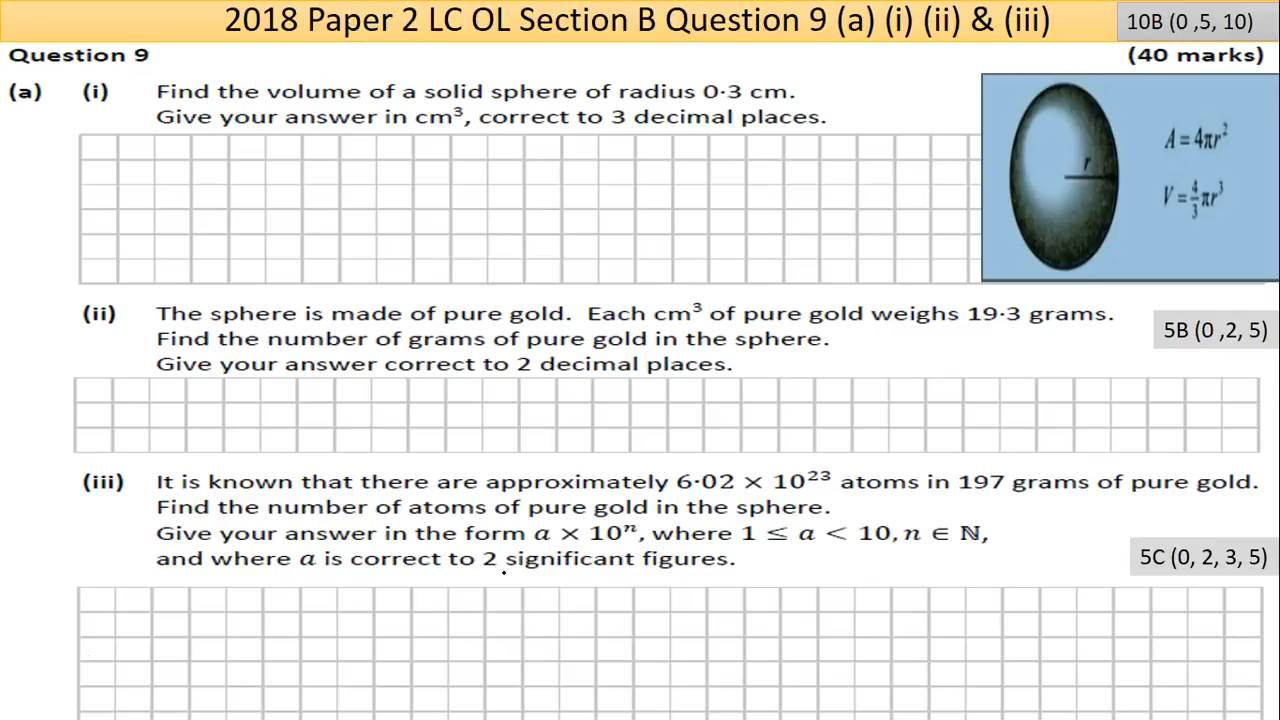 2018 Paper 2 LC OL Section B Question 9 (a) (i) (ii) & (iii)
10B (0 ,5, 10)
Question 9
(40 marks)
(a) (i) Find the volume of a solid sphere of radius 0·3 cm.
Give your answer in cm³, correct to 3 decimal places.
r
A = 4πr²
V = 4/3 πr³
(ii) The sphere is made of pure gold. Each cm³ of pure gold weighs 19·3 grams.
Find the number of grams of pure gold in the sphere.
Give your answer correct to 2 decimal places.
5B (0 ,2, 5)
(iii) It is known that there are approximately 6·02 × 10²³ atoms in 197 grams of pure gold.
Find the number of atoms of pure gold in the sphere.
Give your answer in the form a × 10ⁿ, where 1 ≤ a < 10, n ∈ ℕ,
and where a is correct to 2 significant figures.
5C (0, 2, 3, 5)